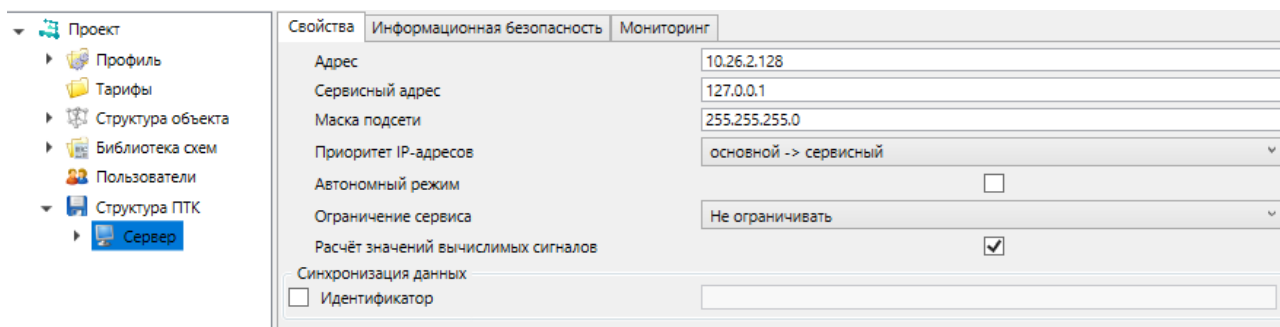 Проект
Профиль
Тарифы
Структура объекта
Библиотека схем
Пользователи
Структура ПТК
Сервер
Свойства Информационная безопасность Мониторинг
Адрес 10.26.2.128
Сервисный адрес 127.0.0.1
Маска подсети 255.255.255.0
Приоритет IP-адресов основной -> сервисный
Автономный режим
Ограничение сервиса Не ограничивать
Расчёт значений вычислимых сигналов
Синхронизация данных
Идентификатор